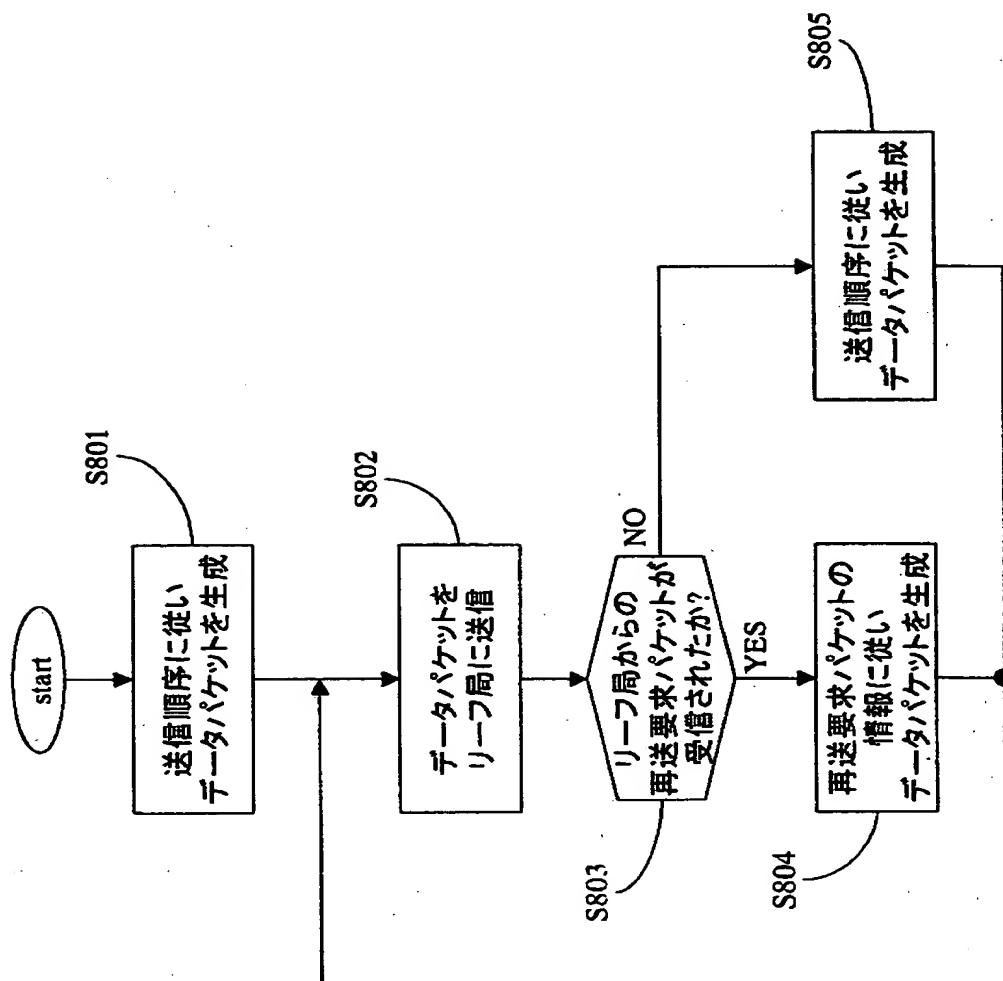 start
S801
送信順序に従い
データパケットを生成
S802
データパケットを
リーフ局に送信
S803
リーフ局からの
再送要求パケットが
受信されたか?
NO
YES
S804
再送要求パケットの
情報に従い
データパケットを生成
S805
送信順序に従い
データパケットを生成